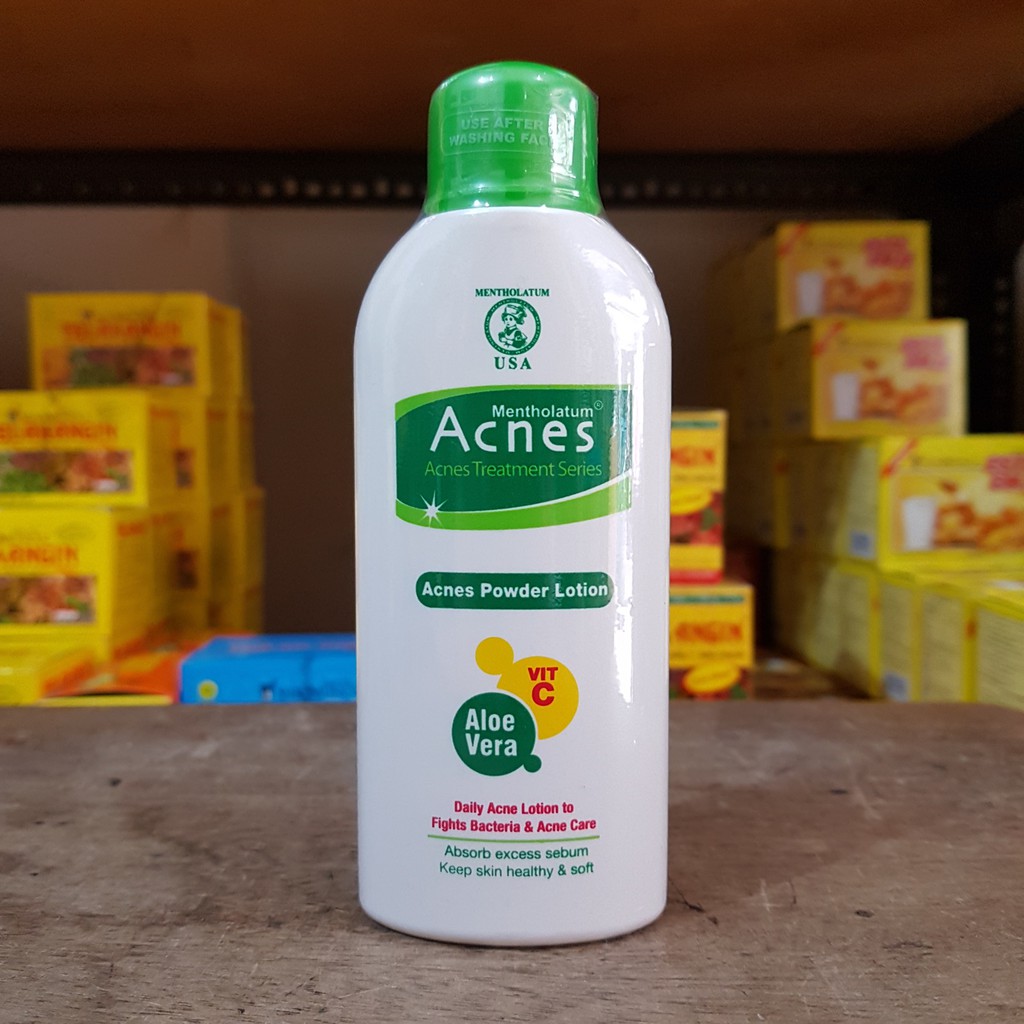 USE AFTER
WASHING
MENTHOLATUM
USA
Mentholatum®
Acnes
Acnes Treatment Series
Acnes Powder Lotion
VIT
C
Aloe
Vera
Daily Acne Lotion to
Fights Bacteria & Acne Care
Absorb excess sebum
Keep skin healthy & soft